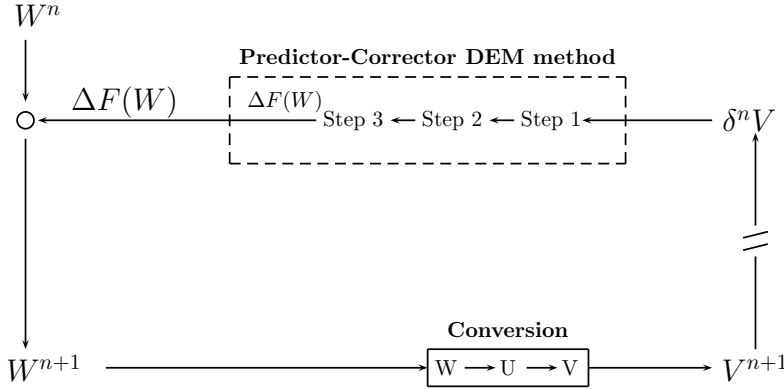 W^n
Predictor-Corrector DEM method
ΔF(W)
ΔF(W)
Step 3
Step 2
Step 1
δ^n V
Conversion
W^{n+1}
W
U
V
V^{n+1}